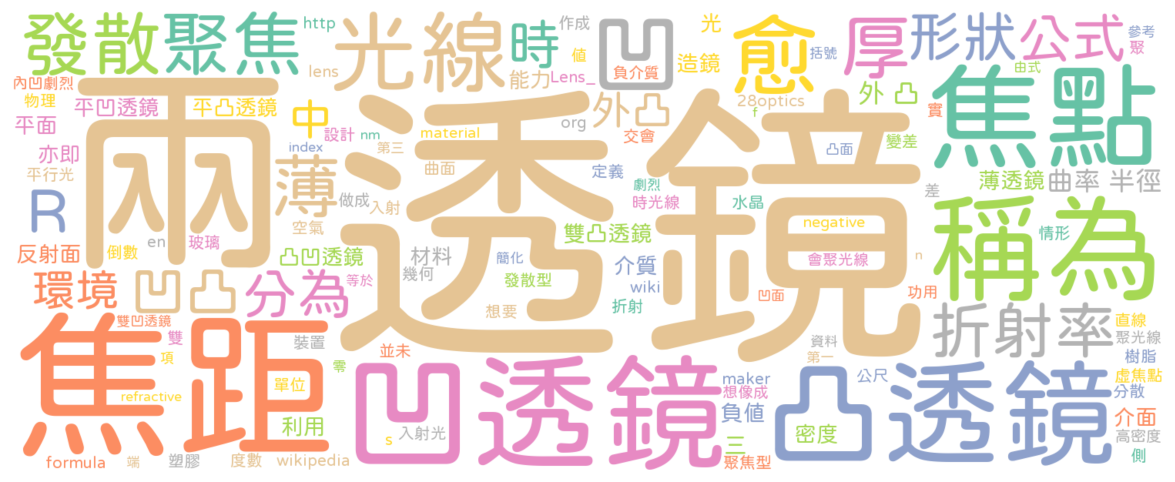 發散
聚焦
http
光線
時
作成
凹
值
負介質
造鏡
光
愈
括號
厚
形狀
公式
參考
聚
由式
lens
能力
Lens_
內凹劇烈
物理
平凹透鏡
平凸透鏡
平面
中
設計
nm
index
第三
material
曲面
org
外凸
交會
28optics
f
外 凸
實
焦點
凸面
變差
亦即
平行光
兩
透鏡
薄
做成
入射
空氣
定義
劇烈
時光線
水晶
差
薄透鏡
曲率
半徑
R
反射面
倒數
en
玻璃
凸凹透鏡
材料
幾何
簡化
雙凸透鏡
介質
wiki
negative
會聚光線
n
情形
稱為
環境
凹凸
分為
等於
發散型
想要
折射
凹面
功用
折射率
直線
聚光線
樹脂
焦距
雙凹透鏡
雙
項
refractive
裝置
零
單位
利用
並未
凹透鏡
s
入射光
maker
想像成
負值
三
聚焦型
資料
第一
公尺
凸透鏡
密度
虛焦點
分散
介面
高密度
側
formula
端
塑膠
度數
wikipedia